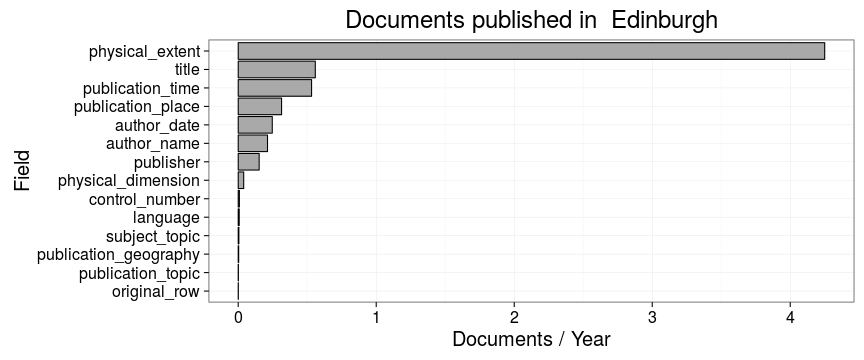 Documents published in  Edinburgh
physical_extent
title
publication_time
publication_place
author_date
author_name
publisher
physical_dimension
control_number
language
subject_topic
publication_geography
publication_topic
original_row
Field
0 1 2 3 4
Documents / Year